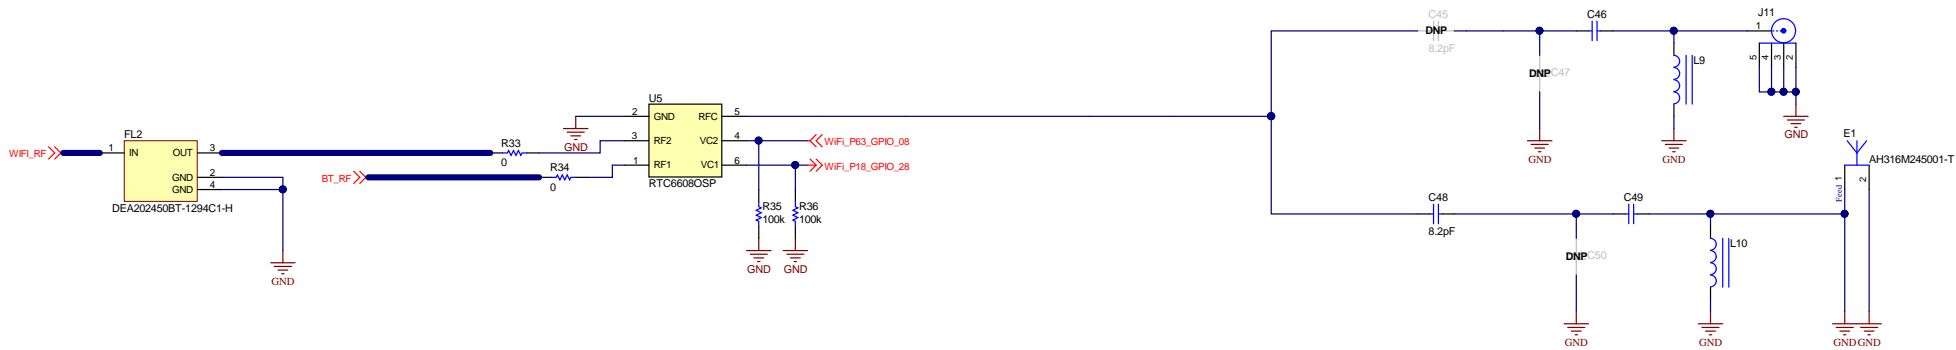 C45
DNP
8.2pF
C46
J11
1
5
4
3
2
DNP
C47
L9
GND
GND
GND
FL2
WIFI_RF
1
IN
OUT
3
GND
2
GND
4
DEA202450BT-1294C1-H
GND
R33
0
BT_RF
R34
0
U5
2
GND
RFC
5
GND
3
RF2
VC2
4
WiFi_P63_GPIO_08
1
RF1
VC1
6
WiFi_P18_GPIO_28
RTC6608OSP
R35
100k
R36
100k
GND
GND
E1
AH316M245001-T
Feed
1
2
C48
8.2pF
C49
DNP
C50
L10
GND
GND
GND
GND